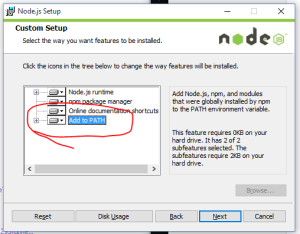 Node.js Setup
Custom Setup
Select the way you want features to be installed.
node
JS
Click the icons in the tree below to change the way features will be installed.
Node.js runtime
npm package manager
Online documentation shortcuts
Add to PATH
Add Node.js, npm, and modules
that were globally installed by npm
to the PATH environment variable.
This feature requires 0KB on your
hard drive. It has 2 of 2
subfeatures selected. The
subfeatures require 2KB on your
hard drive.
Browse...
Reset
Disk Usage
Back
Next
Cancel